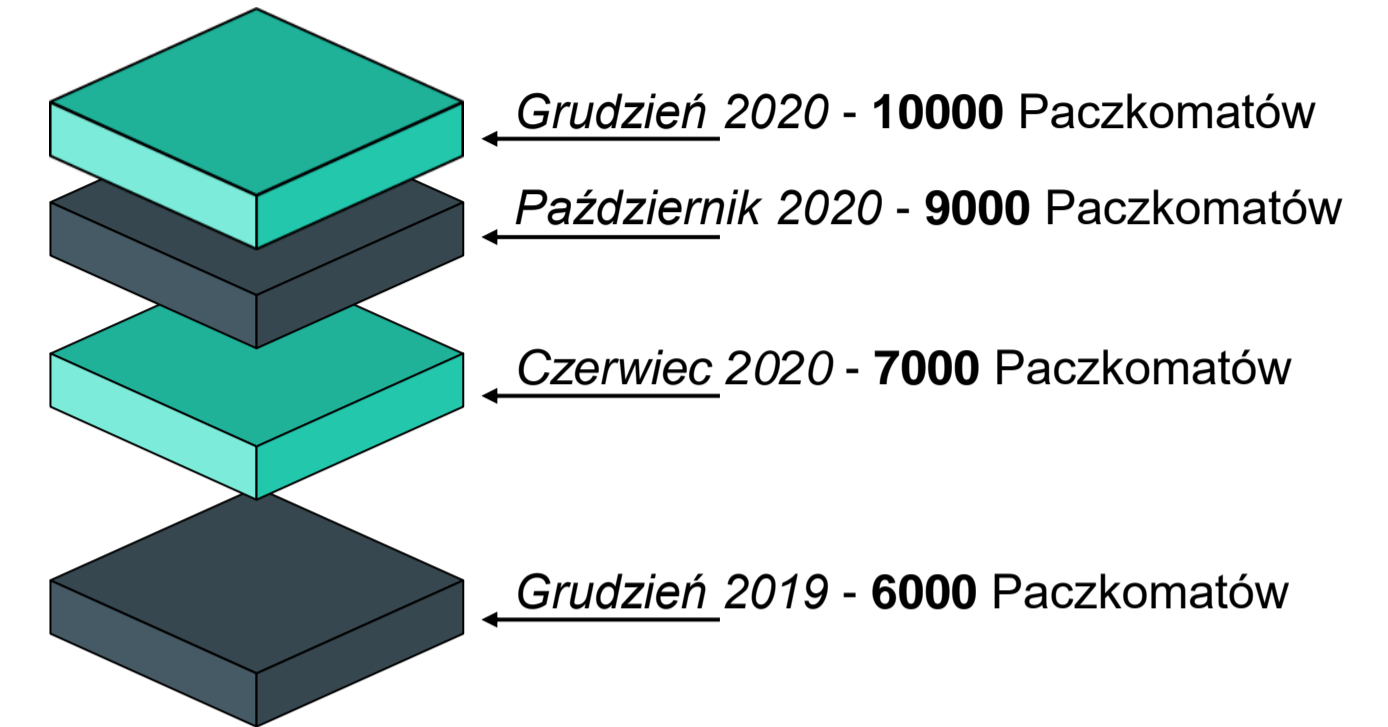 Grudzień 2020 - 10000 Paczkomatów
Październik 2020 - 9000 Paczkomatów
Czerwiec 2020 - 7000 Paczkomatów
Grudzień 2019 - 6000 Paczkomatów